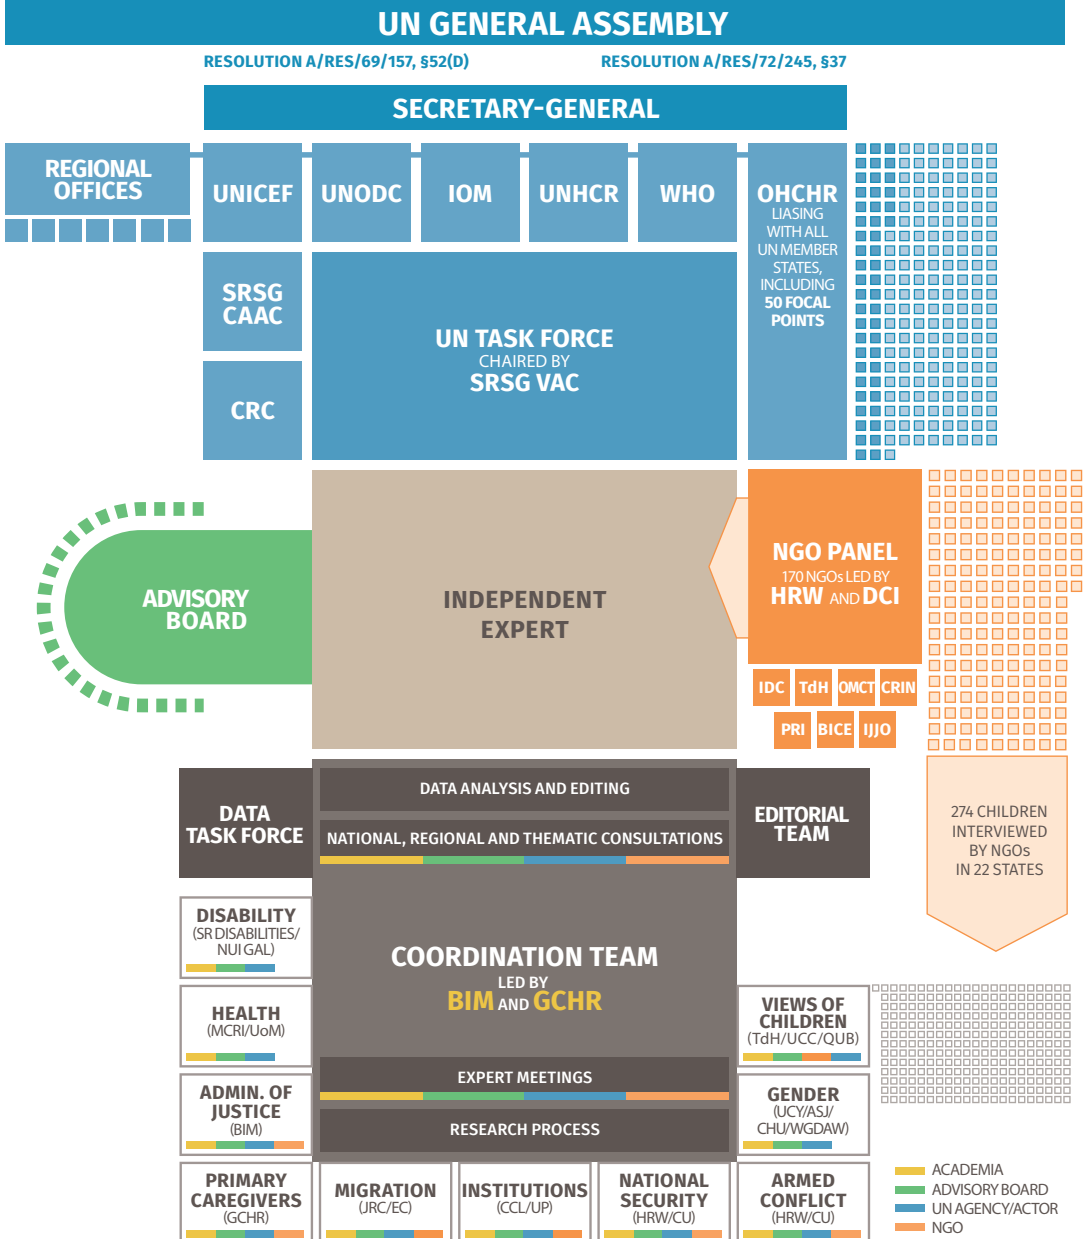 UN GENERAL ASSEMBLY
RESOLUTION A/RES/69/157, §52(D)
RESOLUTION A/RES/72/245, §37
SECRETARY-GENERAL
REGIONAL
OFFICES
UNICEF
UNODC
IOM
UNHCR
WHO
OHCHR
LIASING
WITH ALL
UN MEMBER
STATES,
INCLUDING
50 FOCAL
POINTS
SRSG
CAAC
CRC
UN TASK FORCE
CHAIRED BY
SRSG VAC
ADVISORY
BOARD
INDEPENDENT
EXPERT
NGO PANEL
170 NGOs LED BY
HRW AND DCI
IDC
TdH
OMCT
CRIN
PRI
BICE
IJJO
274 CHILDREN
INTERVIEWED
BY NGOs
IN 22 STATES
DATA
TASK FORCE
DATA ANALYSIS AND EDITING
NATIONAL, REGIONAL AND THEMATIC CONSULTATIONS
EDITORIAL
TEAM
COORDINATION TEAM
LED BY
BIM AND GCHR
EXPERT MEETINGS
RESEARCH PROCESS
DISABILITY
(SR DISABILITIES/
NUI GAL)
HEALTH
(MCRI/UoM)
ADMIN. OF
JUSTICE
(BIM)
VIEWS OF
CHILDREN
(TdH/UCC/QUB)
GENDER
(UCY/ASJ/
CHU/WGDAW)
PRIMARY
CAREGIVERS
(GCHR)
MIGRATION
(JRC/EC)
INSTITUTIONS
(CCL/UP)
NATIONAL
SECURITY
(HRW/CU)
ARMED
CONFLICT
(HRW/CU)
ACADEMIA
ADVISORY BOARD
UN AGENCY/ACTOR
NGO